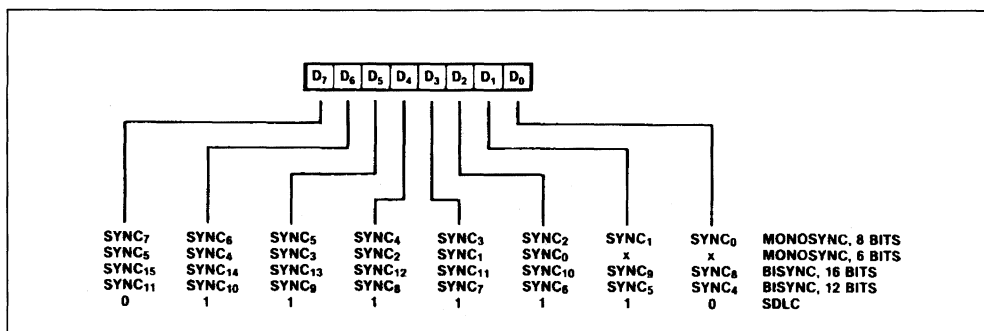 D₇ D₆ D₅ D₄ D₃ D₂ D₁ D₀
SYNC₇ SYNC₆ SYNC₅ SYNC₄ SYNC₃ SYNC₂ SYNC₁ SYNC₀ MONOSYNC, 8 BITS
SYNC₅ SYNC₄ SYNC₃ SYNC₂ SYNC₁ SYNC₀ x x MONOSYNC, 6 BITS
SYNC₁₅ SYNC₁₄ SYNC₁₃ SYNC₁₂ SYNC₁₁ SYNC₁₀ SYNC₉ SYNC₈ BISYNC, 16 BITS
SYNC₁₁ SYNC₁₀ SYNC₉ SYNC₈ SYNC₇ SYNC₆ SYNC₅ SYNC₄ BISYNC, 12 BITS
0 1 1 1 1 1 1 0 SDLC